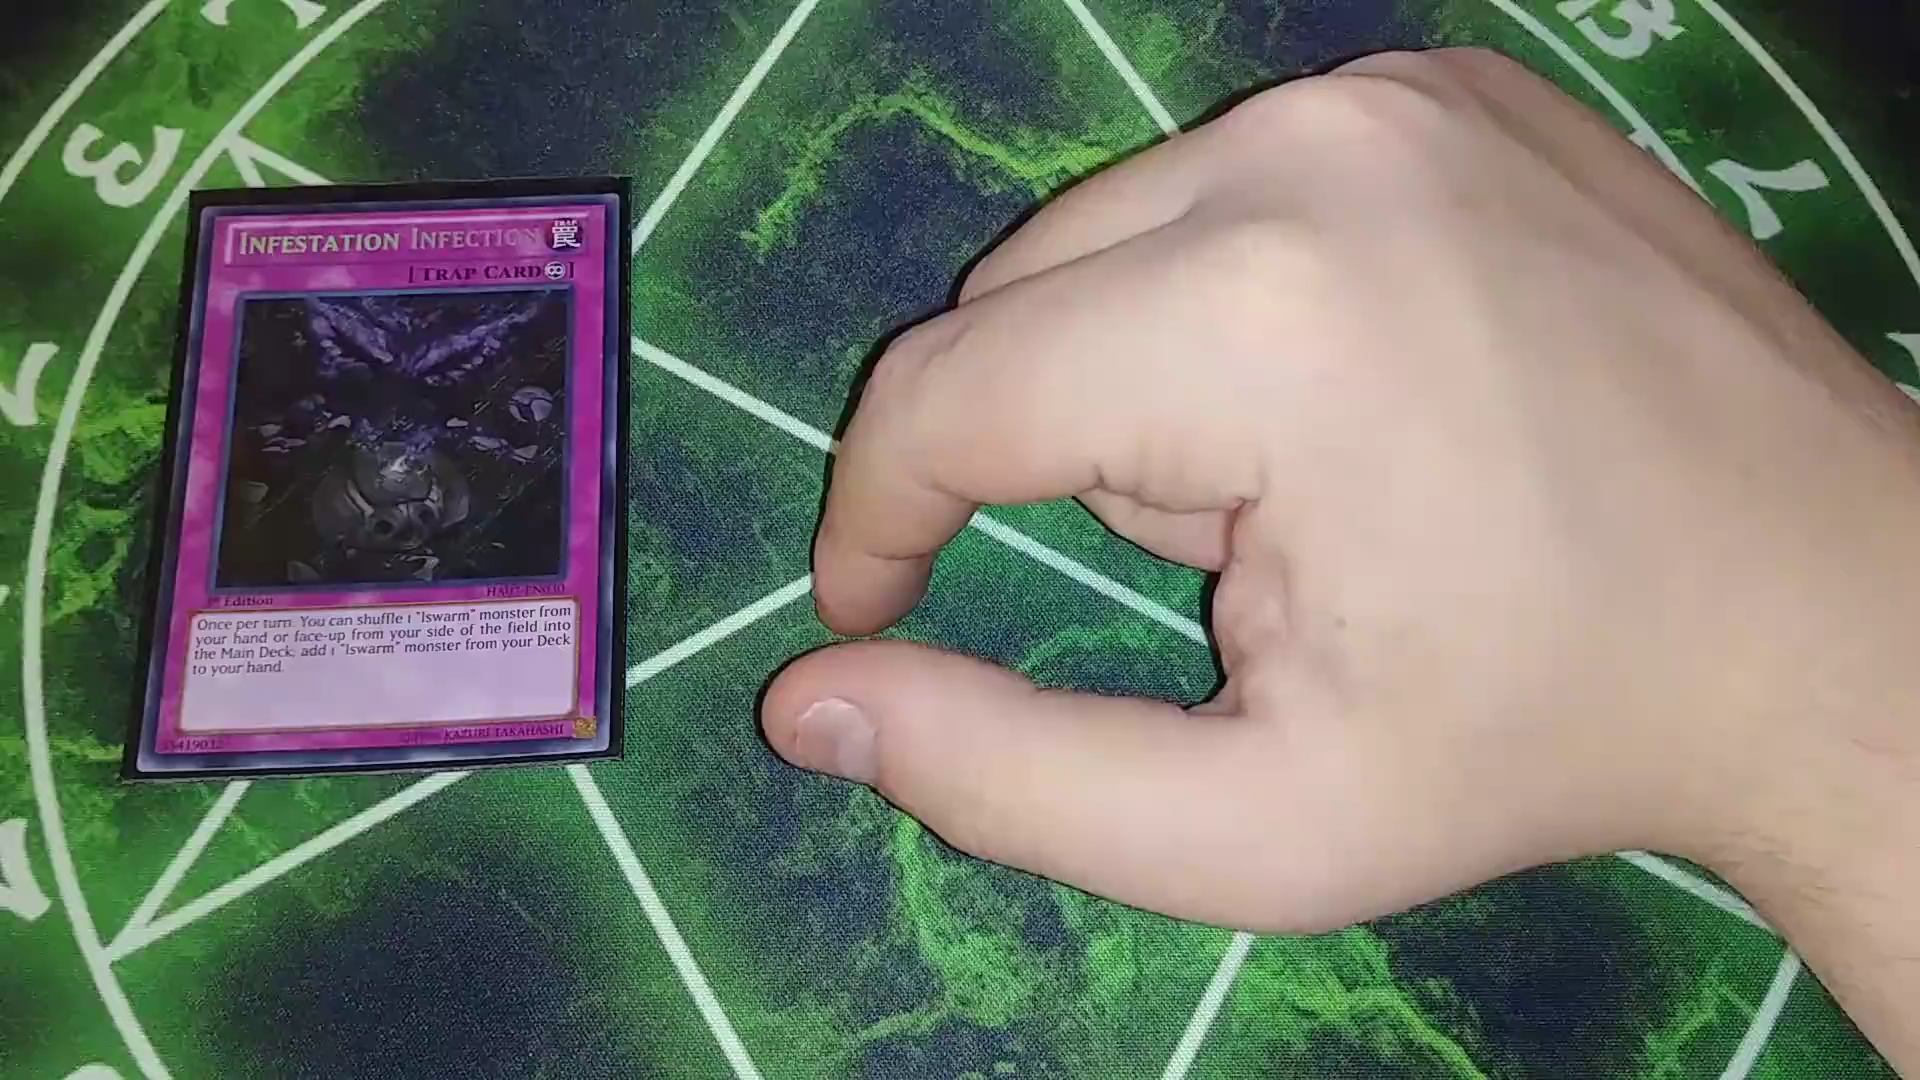 INFESTATION INFECTION
[TRAP CARD]
1st Edition
HA07-EN030
Once per turn: You can shuffle 1 "lswarm" monster from
your hand or face-up from your side of the field into
the Main Deck; add 1 "lswarm" monster from your Deck
to your hand.
KAZUKI TAKAHASHI